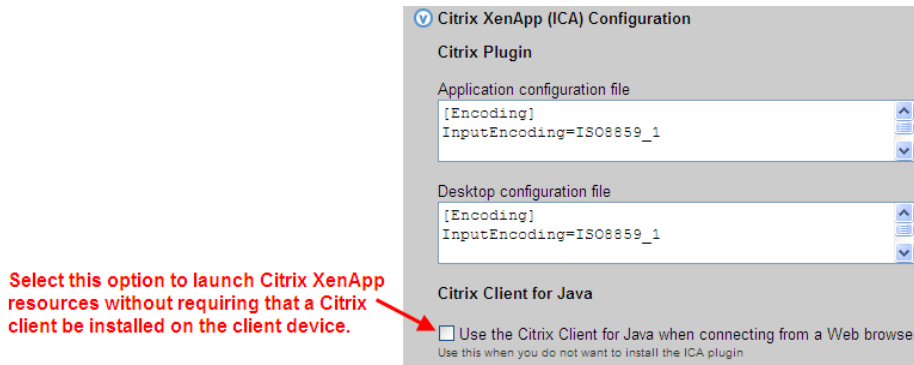 Citrix XenApp (ICA) Configuration
Citrix Plugin
Application configuration file
[Encoding]
InputEncoding=ISO8859_1
Desktop configuration file
[Encoding]
InputEncoding=ISO8859_1
Select this option to launch Citrix XenApp
resources without requiring that a Citrix
client be installed on the client device.
Citrix Client for Java
Use the Citrix Client for Java when connecting from a Web browse
Use this when you do not want to install the ICA plugin